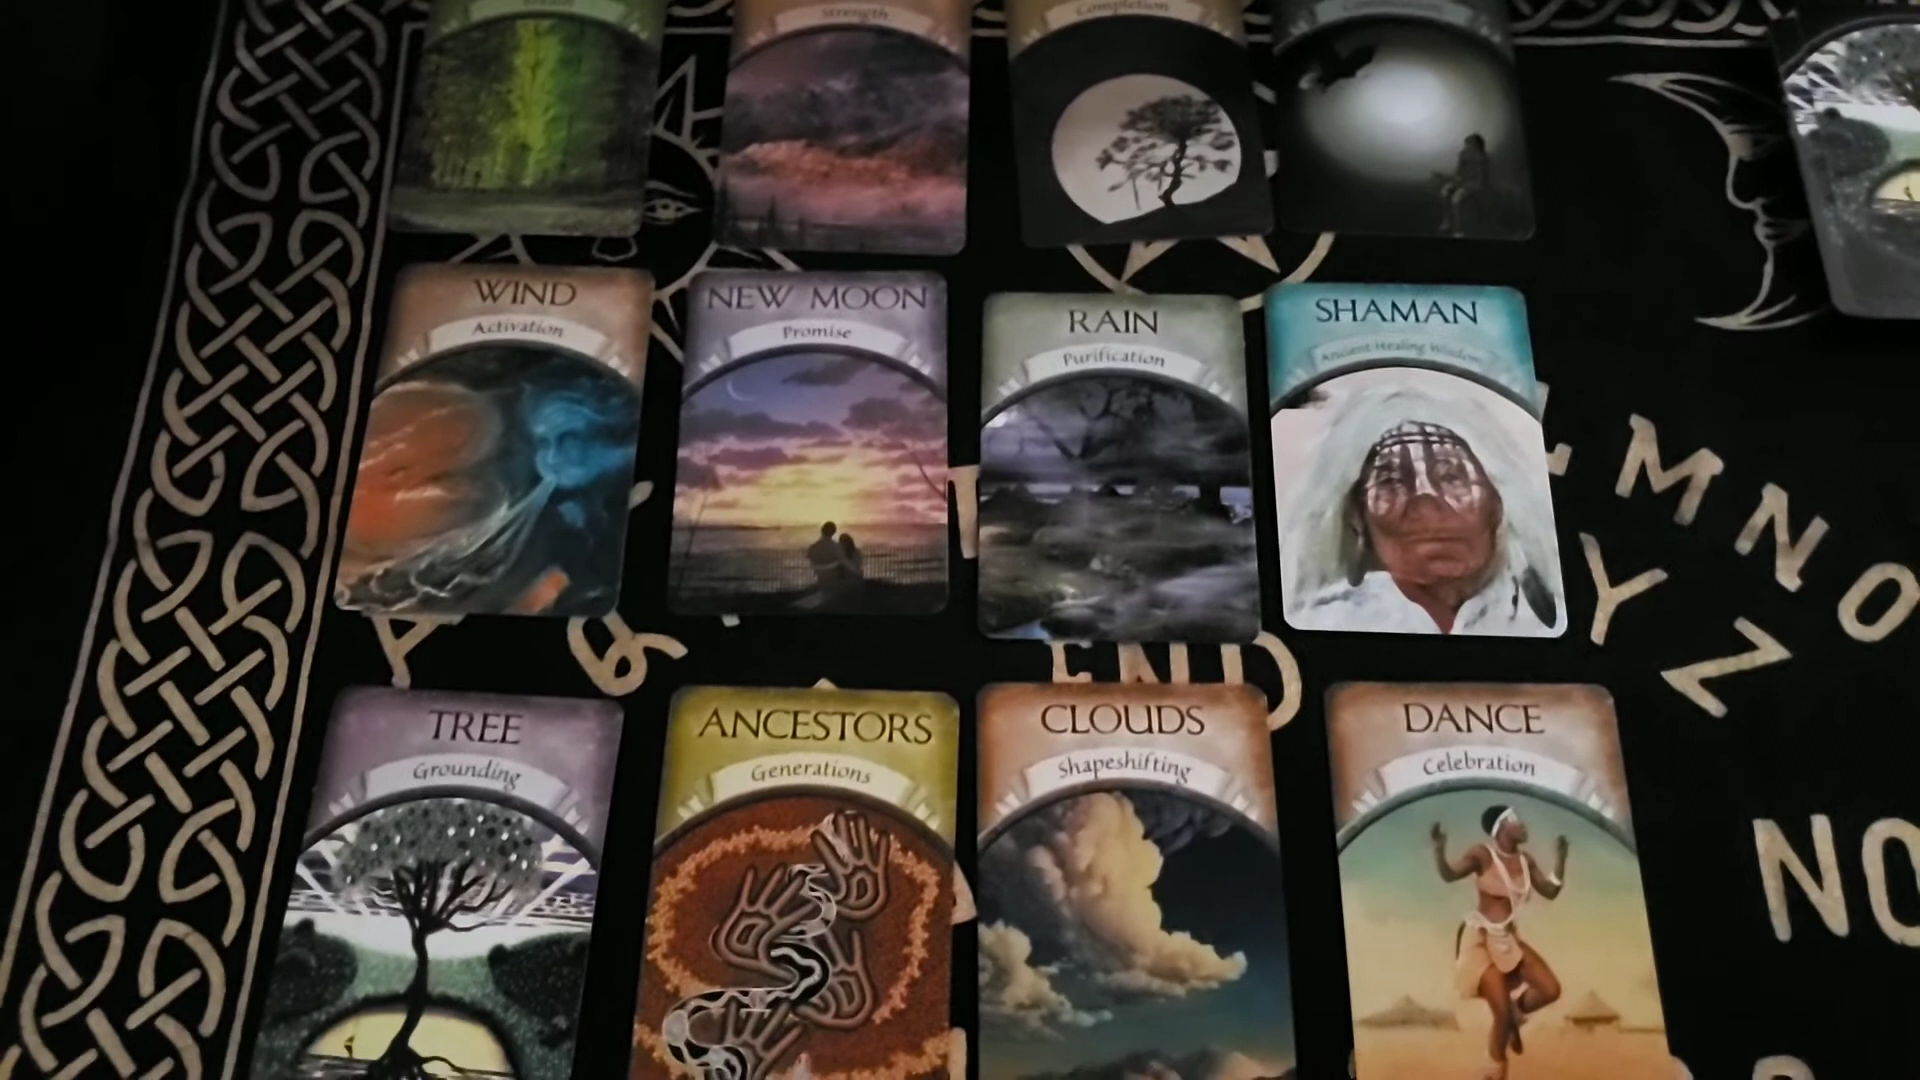 Strength
Completion
WIND
Activation
NEW MOON
Promise
RAIN
Purification
SHAMAN
Ancient Healing Wisdom
M N O
Y Z
END
TREE
Grounding
ANCESTORS
Generations
CLOUDS
Shapeshifting
DANCE
Celebration
NO